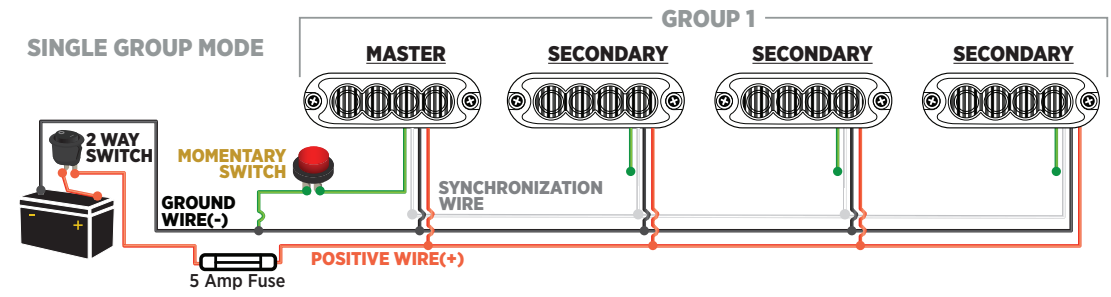 GROUP 1
SINGLE GROUP MODE
MASTER
SECONDARY
SECONDARY
SECONDARY
2 WAY
SWITCH
MOMENTARY
SWITCH
SYNCHRONIZATION
WIRE
GROUND
WIRE(-)
- +
POSITIVE WIRE(+)
5 Amp Fuse